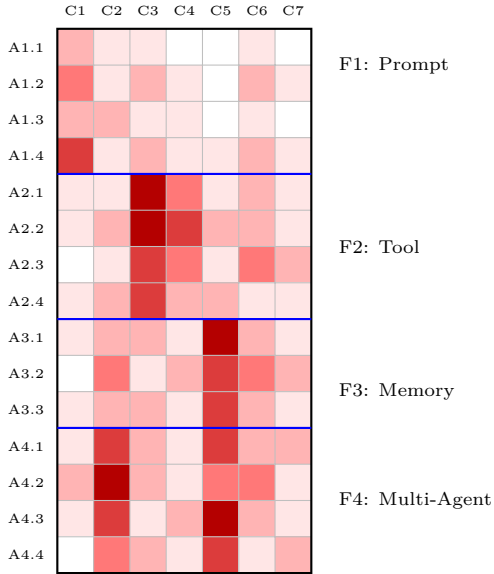 C1 C2 C3 C4 C5 C6 C7
A1.1
F1: Prompt
A1.2
A1.3
A1.4
A2.1
A2.2
F2: Tool
A2.3
A2.4
A3.1
A3.2
F3: Memory
A3.3
A4.1
A4.2
F4: Multi-Agent
A4.3
A4.4